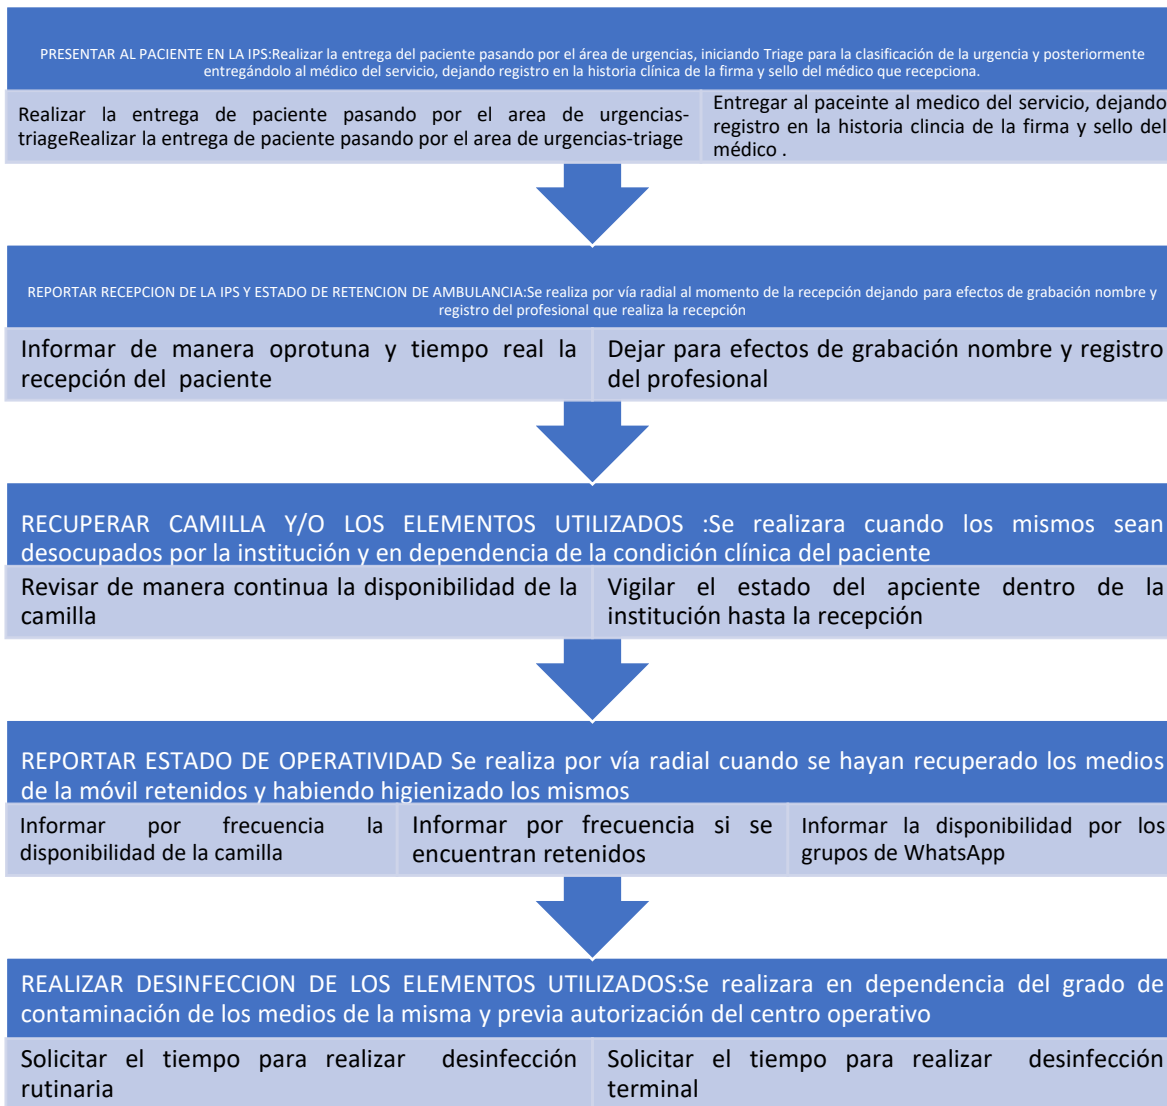 PRESENTAR AL PACIENTE EN LA IPS:Realizar la entrega del paciente pasando por el área de urgencias, iniciando Triage para la clasificación de la urgencia y posteriormente
entregándolo al médico del servicio, dejando registro en la historia clínica de la firma y sello del médico que recepciona.
Realizar la entrega de paciente pasando por el area de urgencias-
triageRealizar la entrega de paciente pasando por el area de urgencias-triage
Entregar al paceinte al medico del servicio, dejando
registro en la historia clincia de la firma y sello del
médico .
REPORTAR RECEPCION DE LA IPS Y ESTADO DE RETENCION DE AMBULANCIA:Se realiza por vía radial al momento de la recepción dejando para efectos de grabación nombre y
registro del profesional que realiza la recepción
Informar de manera oprotuna y tiempo real la
recepción del paciente
Dejar para efectos de grabación nombre y registro
del profesional
RECUPERAR CAMILLA Y/O LOS ELEMENTOS UTILIZADOS :Se realizara cuando los mismos sean
desocupados por la institución y en dependencia de la condición clínica del paciente
Revisar de manera continua la disponibilidad de la
camilla
Vigilar el estado del apciente dentro de la
institución hasta la recepción
REPORTAR ESTADO DE OPERATIVIDAD Se realiza por vía radial cuando se hayan recuperado los medios
de la móvil retenidos y habiendo higienizado los mismos
Informar por frecuencia la
disponibilidad de la camilla
Informar por frecuencia si se
encuentran retenidos
Informar la disponibilidad por los
grupos de WhatsApp
REALIZAR DESINFECCION DE LOS ELEMENTOS UTILIZADOS:Se realizara en dependencia del grado de
contaminación de los medios de la misma y previa autorización del centro operativo
Solicitar el tiempo para realizar desinfección
rutinaria
Solicitar el tiempo para realizar desinfección
terminal